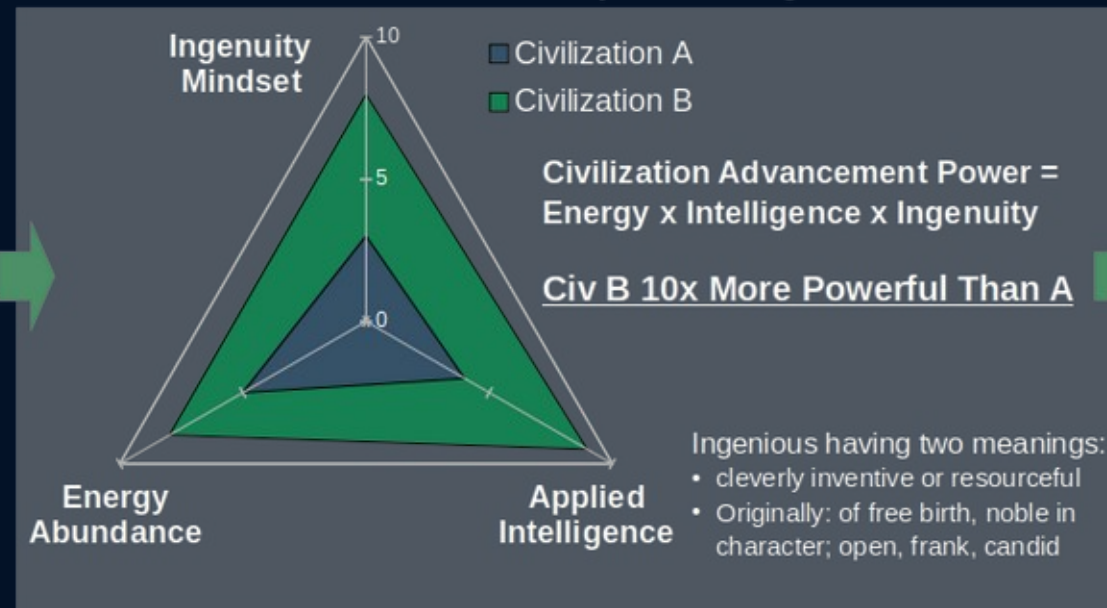 Ingenuity
Mindset
10
5
0
Civilization A
Civilization B
Civilization Advancement Power =
Energy x Intelligence x Ingenuity
Civ B 10x More Powerful Than A
Energy
Abundance
Applied
Intelligence
Ingenious having two meanings:
• cleverly inventive or resourceful
• Originally: of free birth, noble in
character; open, frank, candid